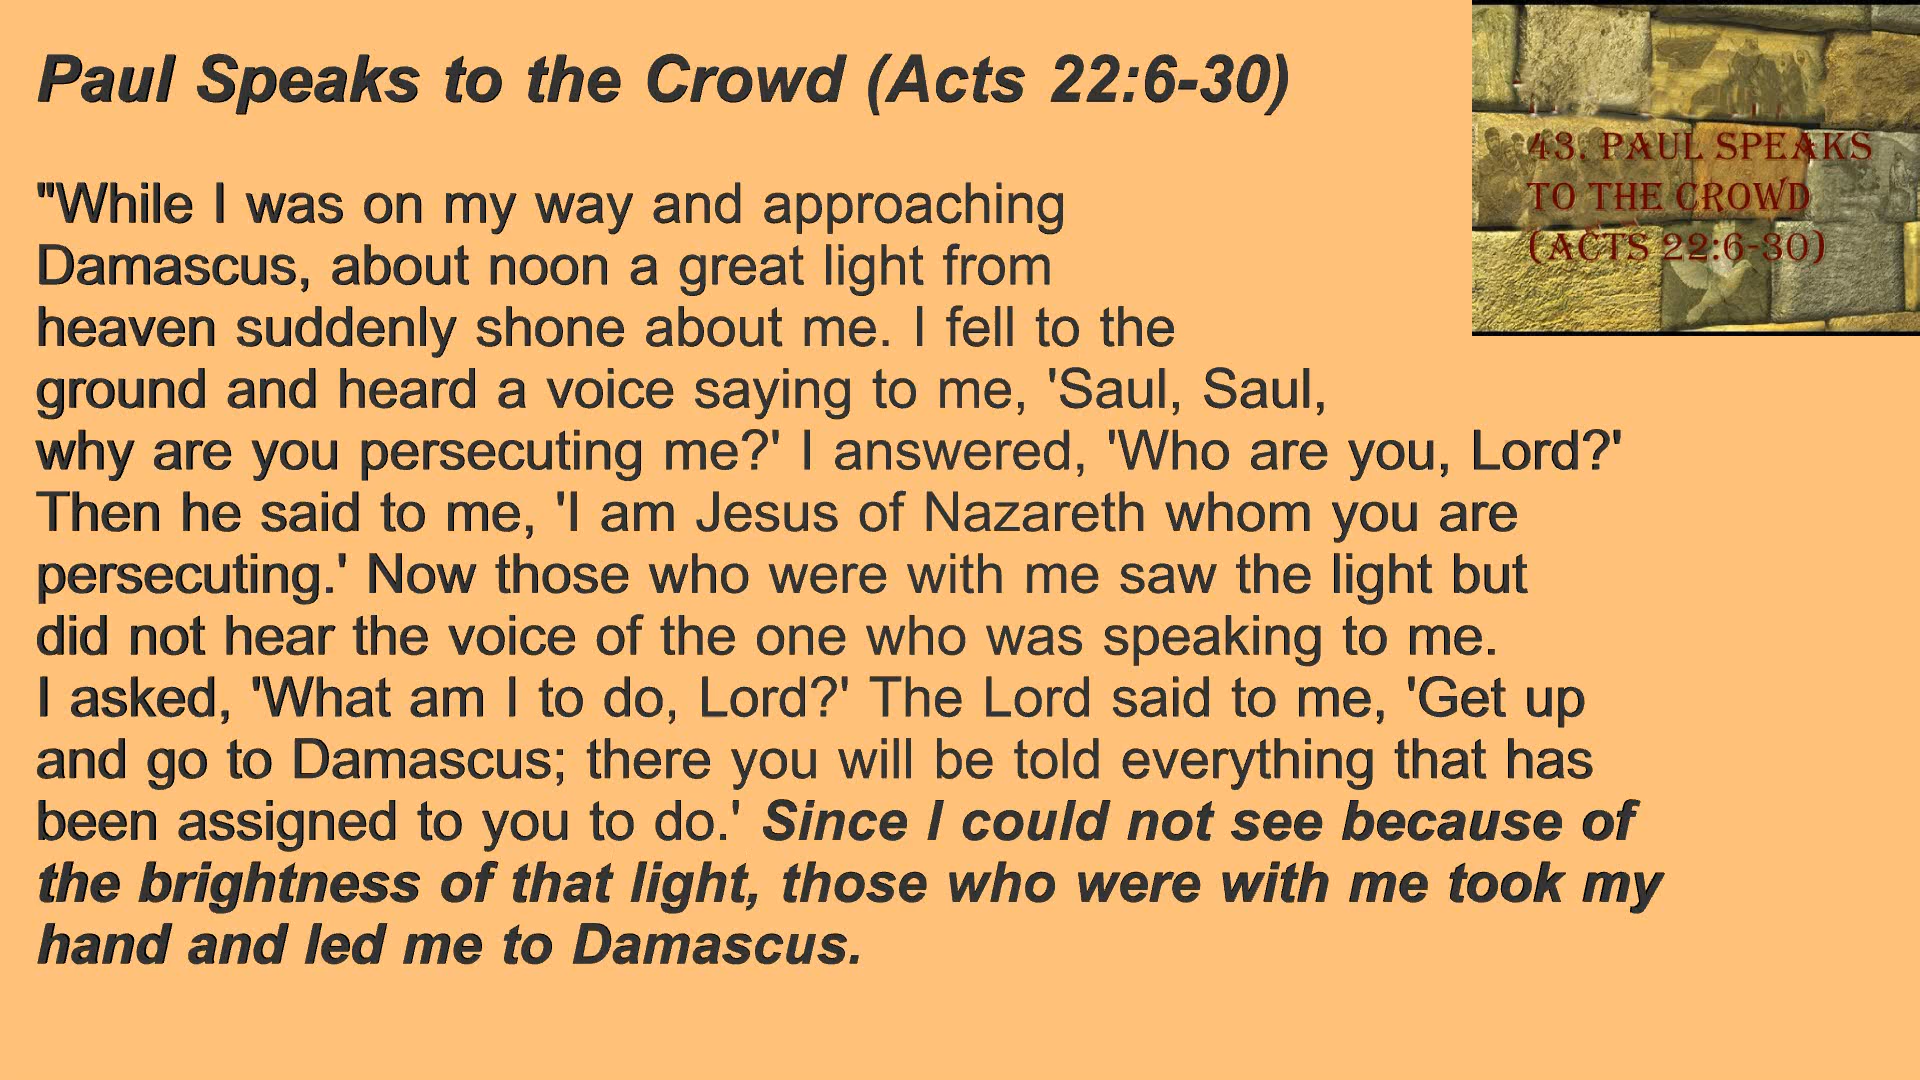 Paul Speaks to the Crowd (Acts 22:6-30)
43. PAUL SPEAKS
TO THE CROWD
(ACTS 22:6-30)
"While I was on my way and approaching
Damascus, about noon a great light from
heaven suddenly shone about me. I fell to the
ground and heard a voice saying to me, 'Saul, Saul,
why are you persecuting me?' I answered, 'Who are you, Lord?'
Then he said to me, 'I am Jesus of Nazareth whom you are
persecuting.' Now those who were with me saw the light but
did not hear the voice of the one who was speaking to me.
I asked, 'What am I to do, Lord?' The Lord said to me, 'Get up
and go to Damascus; there you will be told everything that has
been assigned to you to do.' Since I could not see because of
the brightness of that light, those who were with me took my
hand and led me to Damascus.